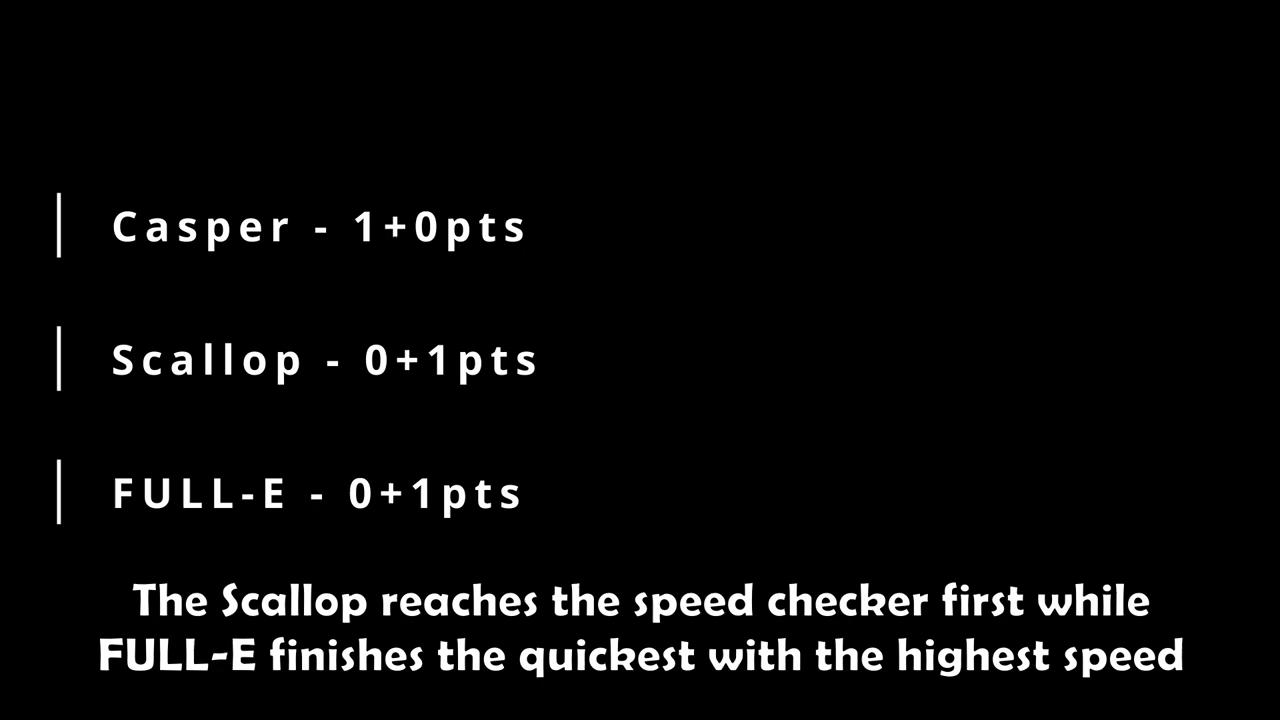 Casper - 1+0pts
Scallop - 0+1pts
FULL-E - 0+1pts
The Scallop reaches the speed checker first while
FULL-E finishes the quickest with the highest speed